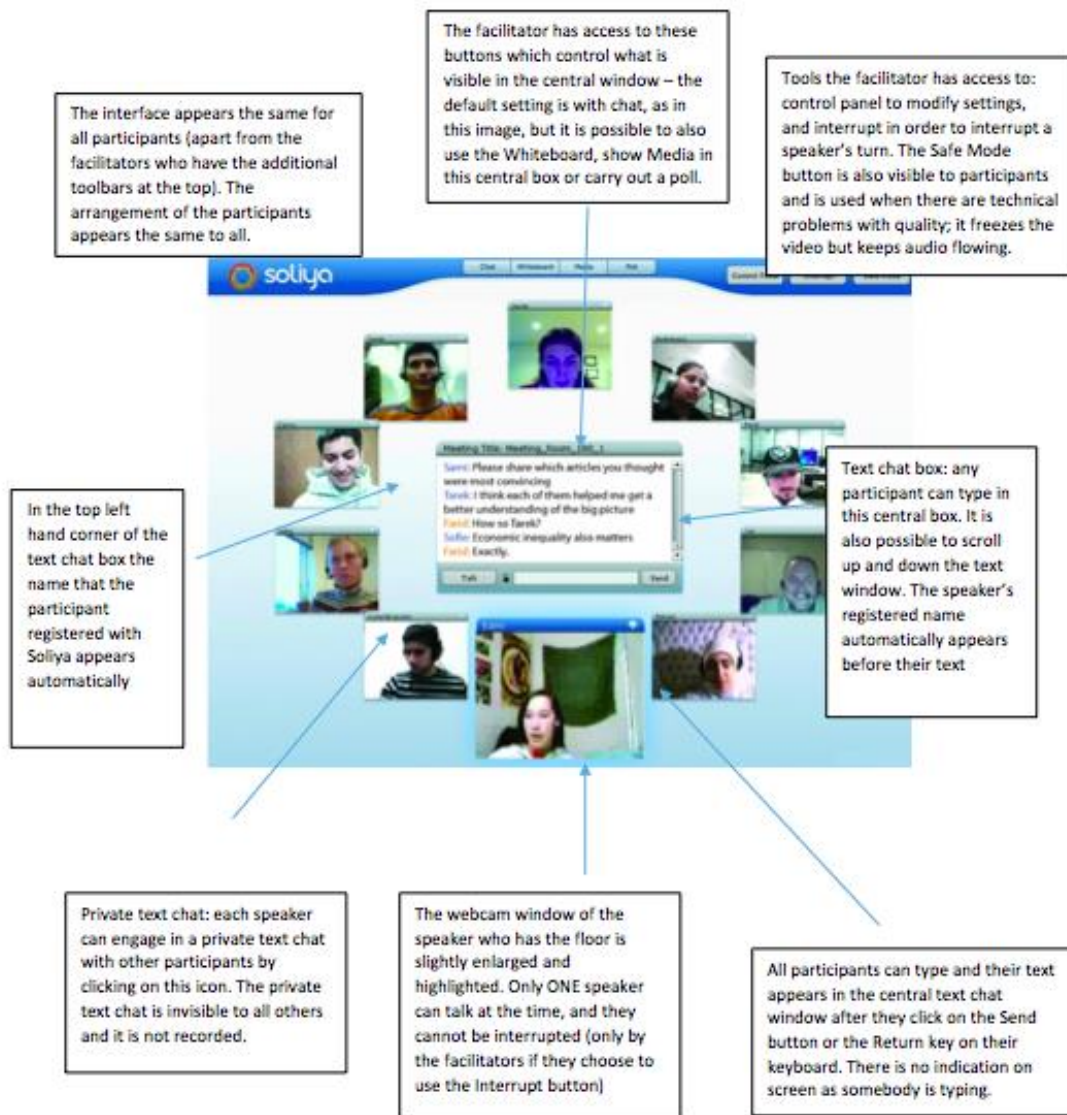 The facilitator has access to these
buttons which control what is
visible in the central window – the
default setting is with chat, as in
this image, but it is possible to also
use the Whiteboard, show Media in
this central box or carry out a poll.
The interface appears the same for
all participants (apart from the
facilitators who have the additional
toolbars at the top). The
arrangement of the participants
appears the same to all.
Tools the facilitator has access to:
control panel to modify settings,
and interrupt in order to interrupt a
speaker's turn. The Safe Mode
button is also visible to participants
and is used when there are technical
problems with quality; it freezes the
video but keeps audio flowing.
soliya
Chat Whiteboard Media Poll
Control Panel
Meeting Title: Meeting_Room_
Sami: Please share which articles you thought
were most convincing
Tarek: I think each of them helped me get a
better understanding of the big picture
Farid: How so Tarek?
Sofie: Economic inequality also matters
Farid: Exactly.
Talk Send
In the top left
hand corner of the
text chat box the
name that the
participant
registered with
Soliya appears
automatically
Text chat box: any
participant can type in
this central box. It is
also possible to scroll
up and down the text
window. The speaker's
registered name
automatically appears
before their text
Private text chat: each speaker
can engage in a private text chat
with other participants by
clicking on this icon. The private
text chat is invisible to all others
and it is not recorded.
The webcam window of the
speaker who has the floor is
slightly enlarged and
highlighted. Only ONE speaker
can talk at the time, and they
cannot be interrupted (only by
the facilitators if they choose to
use the Interrupt button)
All participants can type and their text
appears in the central text chat
window after they click on the Send
button or the Return key on their
keyboard. There is no indication on
screen as somebody is typing.